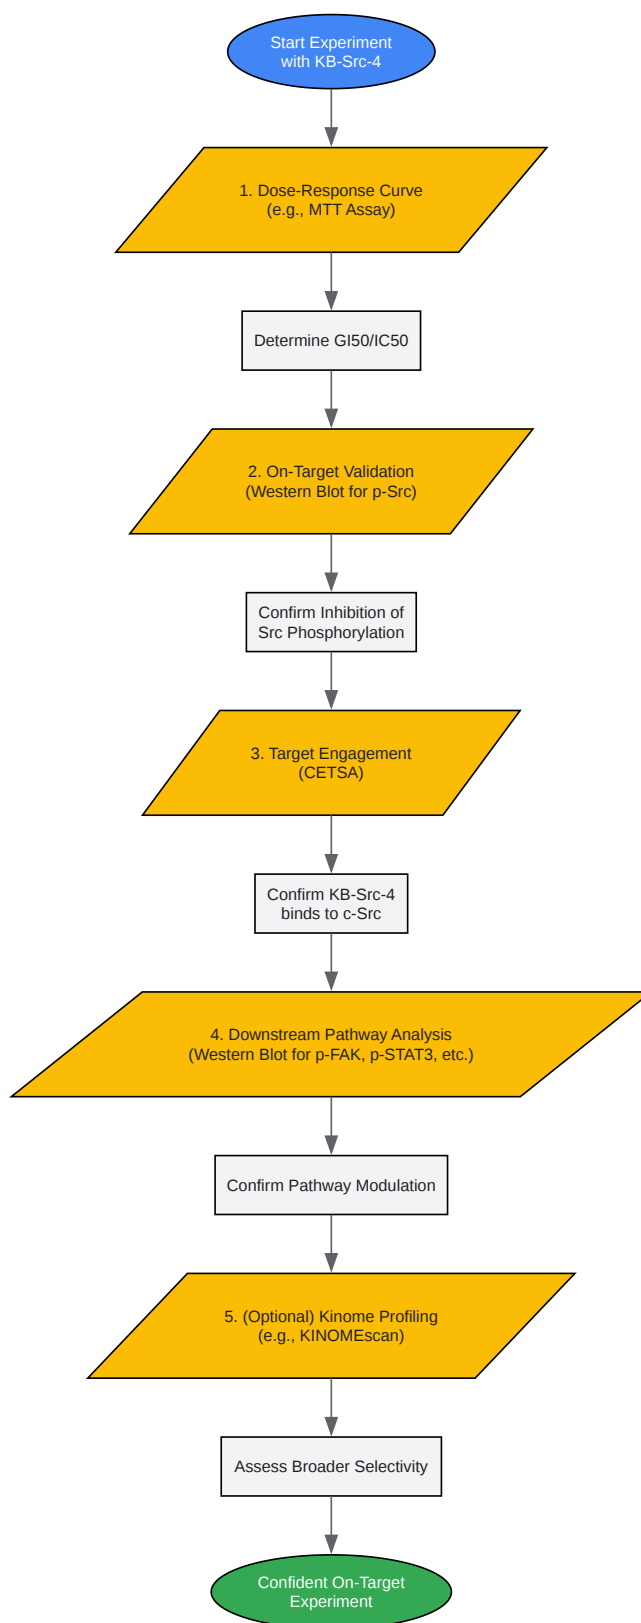 Start Experiment
with KB-Src-4
1. Dose-Response Curve
(e.g., MTT Assay)
Determine GI50/IC50
2. On-Target Validation
(Western Blot for p-Src)
Confirm Inhibition of
Src Phosphorylation
3. Target Engagement
(CETSA)
Confirm KB-Src-4
binds to c-Src
4. Downstream Pathway Analysis
(Western Blot for p-FAK, p-STAT3, etc.)
Confirm Pathway Modulation
5. (Optional) Kinome Profiling
(e.g., KINOMEscan)
Assess Broader Selectivity
Confident On-Target
Experiment